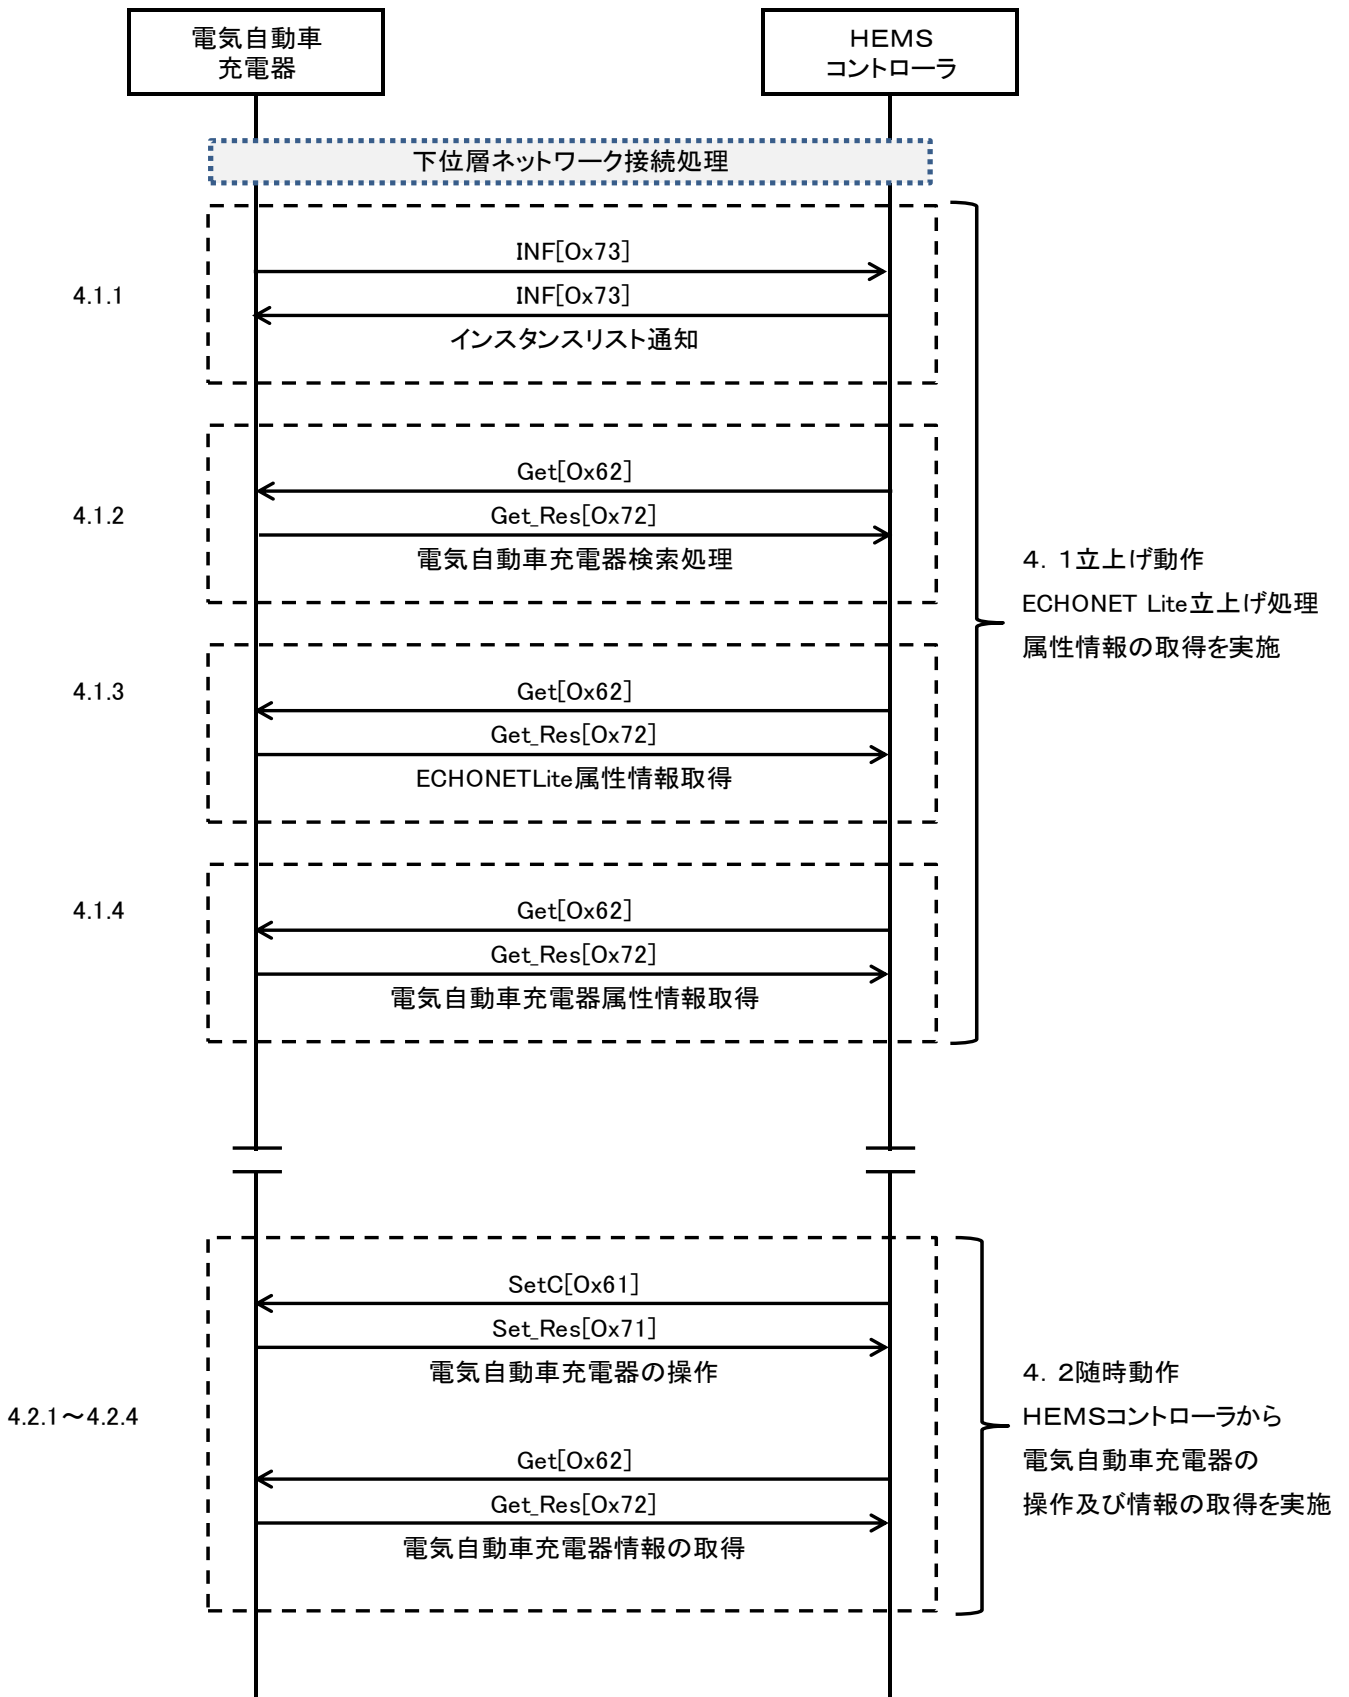 電気自動車
充電器
ＨＥＭＳ
コントローラ
下位層ネットワーク接続処理
4.1.1
INF[0x73]
INF[0x73]
インスタンスリスト通知
4.1.2
Get[0x62]
Get_Res[0x72]
電気自動車充電器検索処理
4.1.3
Get[0x62]
Get_Res[0x72]
ECHONETLite属性情報取得
4.1.4
Get[0x62]
Get_Res[0x72]
電気自動車充電器属性情報取得
４．１立上げ動作
ECHONET Lite立上げ処理
属性情報の取得を実施
4.2.1～4.2.4
SetC[0x61]
Set_Res[0x71]
電気自動車充電器の操作
Get[0x62]
Get_Res[0x72]
電気自動車充電器情報の取得
４．２随時動作
ＨＥＭＳコントローラから
電気自動車充電器の
操作及び情報の取得を実施